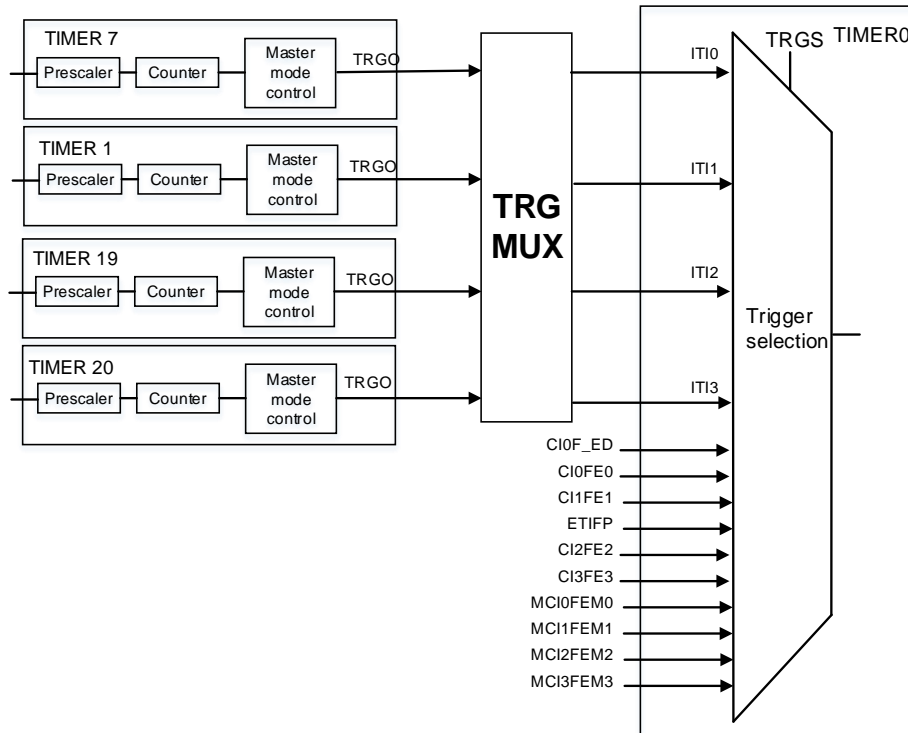 TIMER 7
Prescaler
Counter
Master
mode
control
TRGO
TIMER 1
Prescaler
Counter
Master
mode
control
TRGO
TIMER 19
Prescaler
Counter
Master
mode
control
TRGO
TIMER 20
Prescaler
Counter
Master
mode
control
TRGO
TRG
MUX
TIMER0
TRGS
ITI0
ITI1
ITI2
ITI3
CI0F_ED
CI0FE0
CI1FE1
ETIFP
CI2FE2
CI3FE3
MCI0FEM0
MCI1FEM1
MCI2FEM2
MCI3FEM3
Trigger
selection